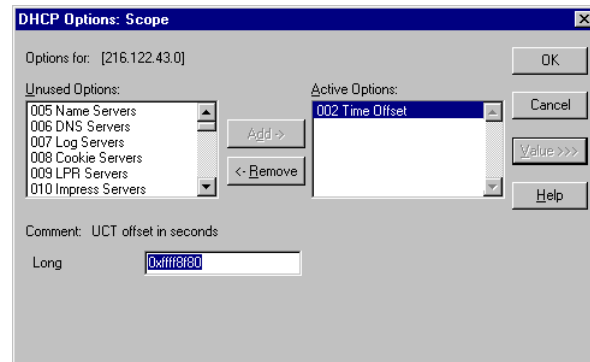 DHCP Options: Scope
Options for: [216.122.43.0]
OK
Unused Options:
Active Options:
005 Name Servers
006 DNS Servers
007 Log Servers
008 Cookie Servers
009 LPR Servers
010 Impress Servers
Add ->
<- Remove
002 Time Offset
Cancel
Value >>>
Help
Comment: UCT offset in seconds
Long
0xffff8f80